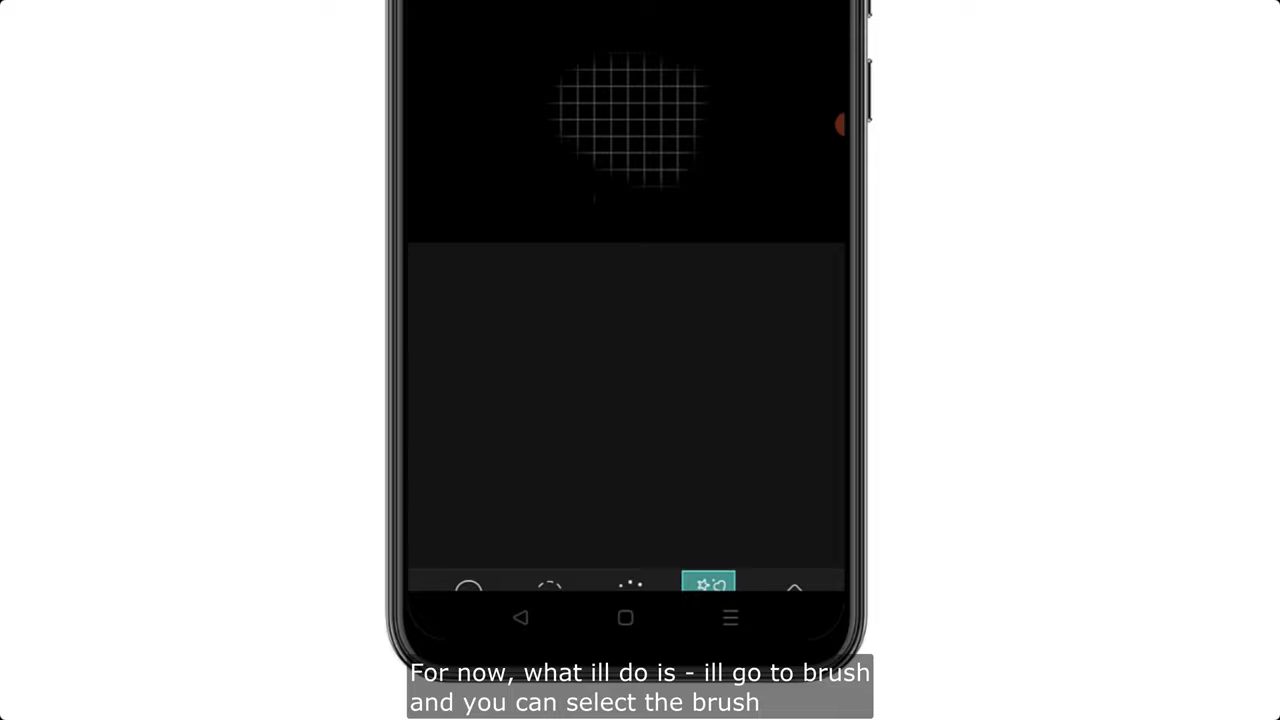 For now, what ill do is - ill go to brush
and you can select the brush